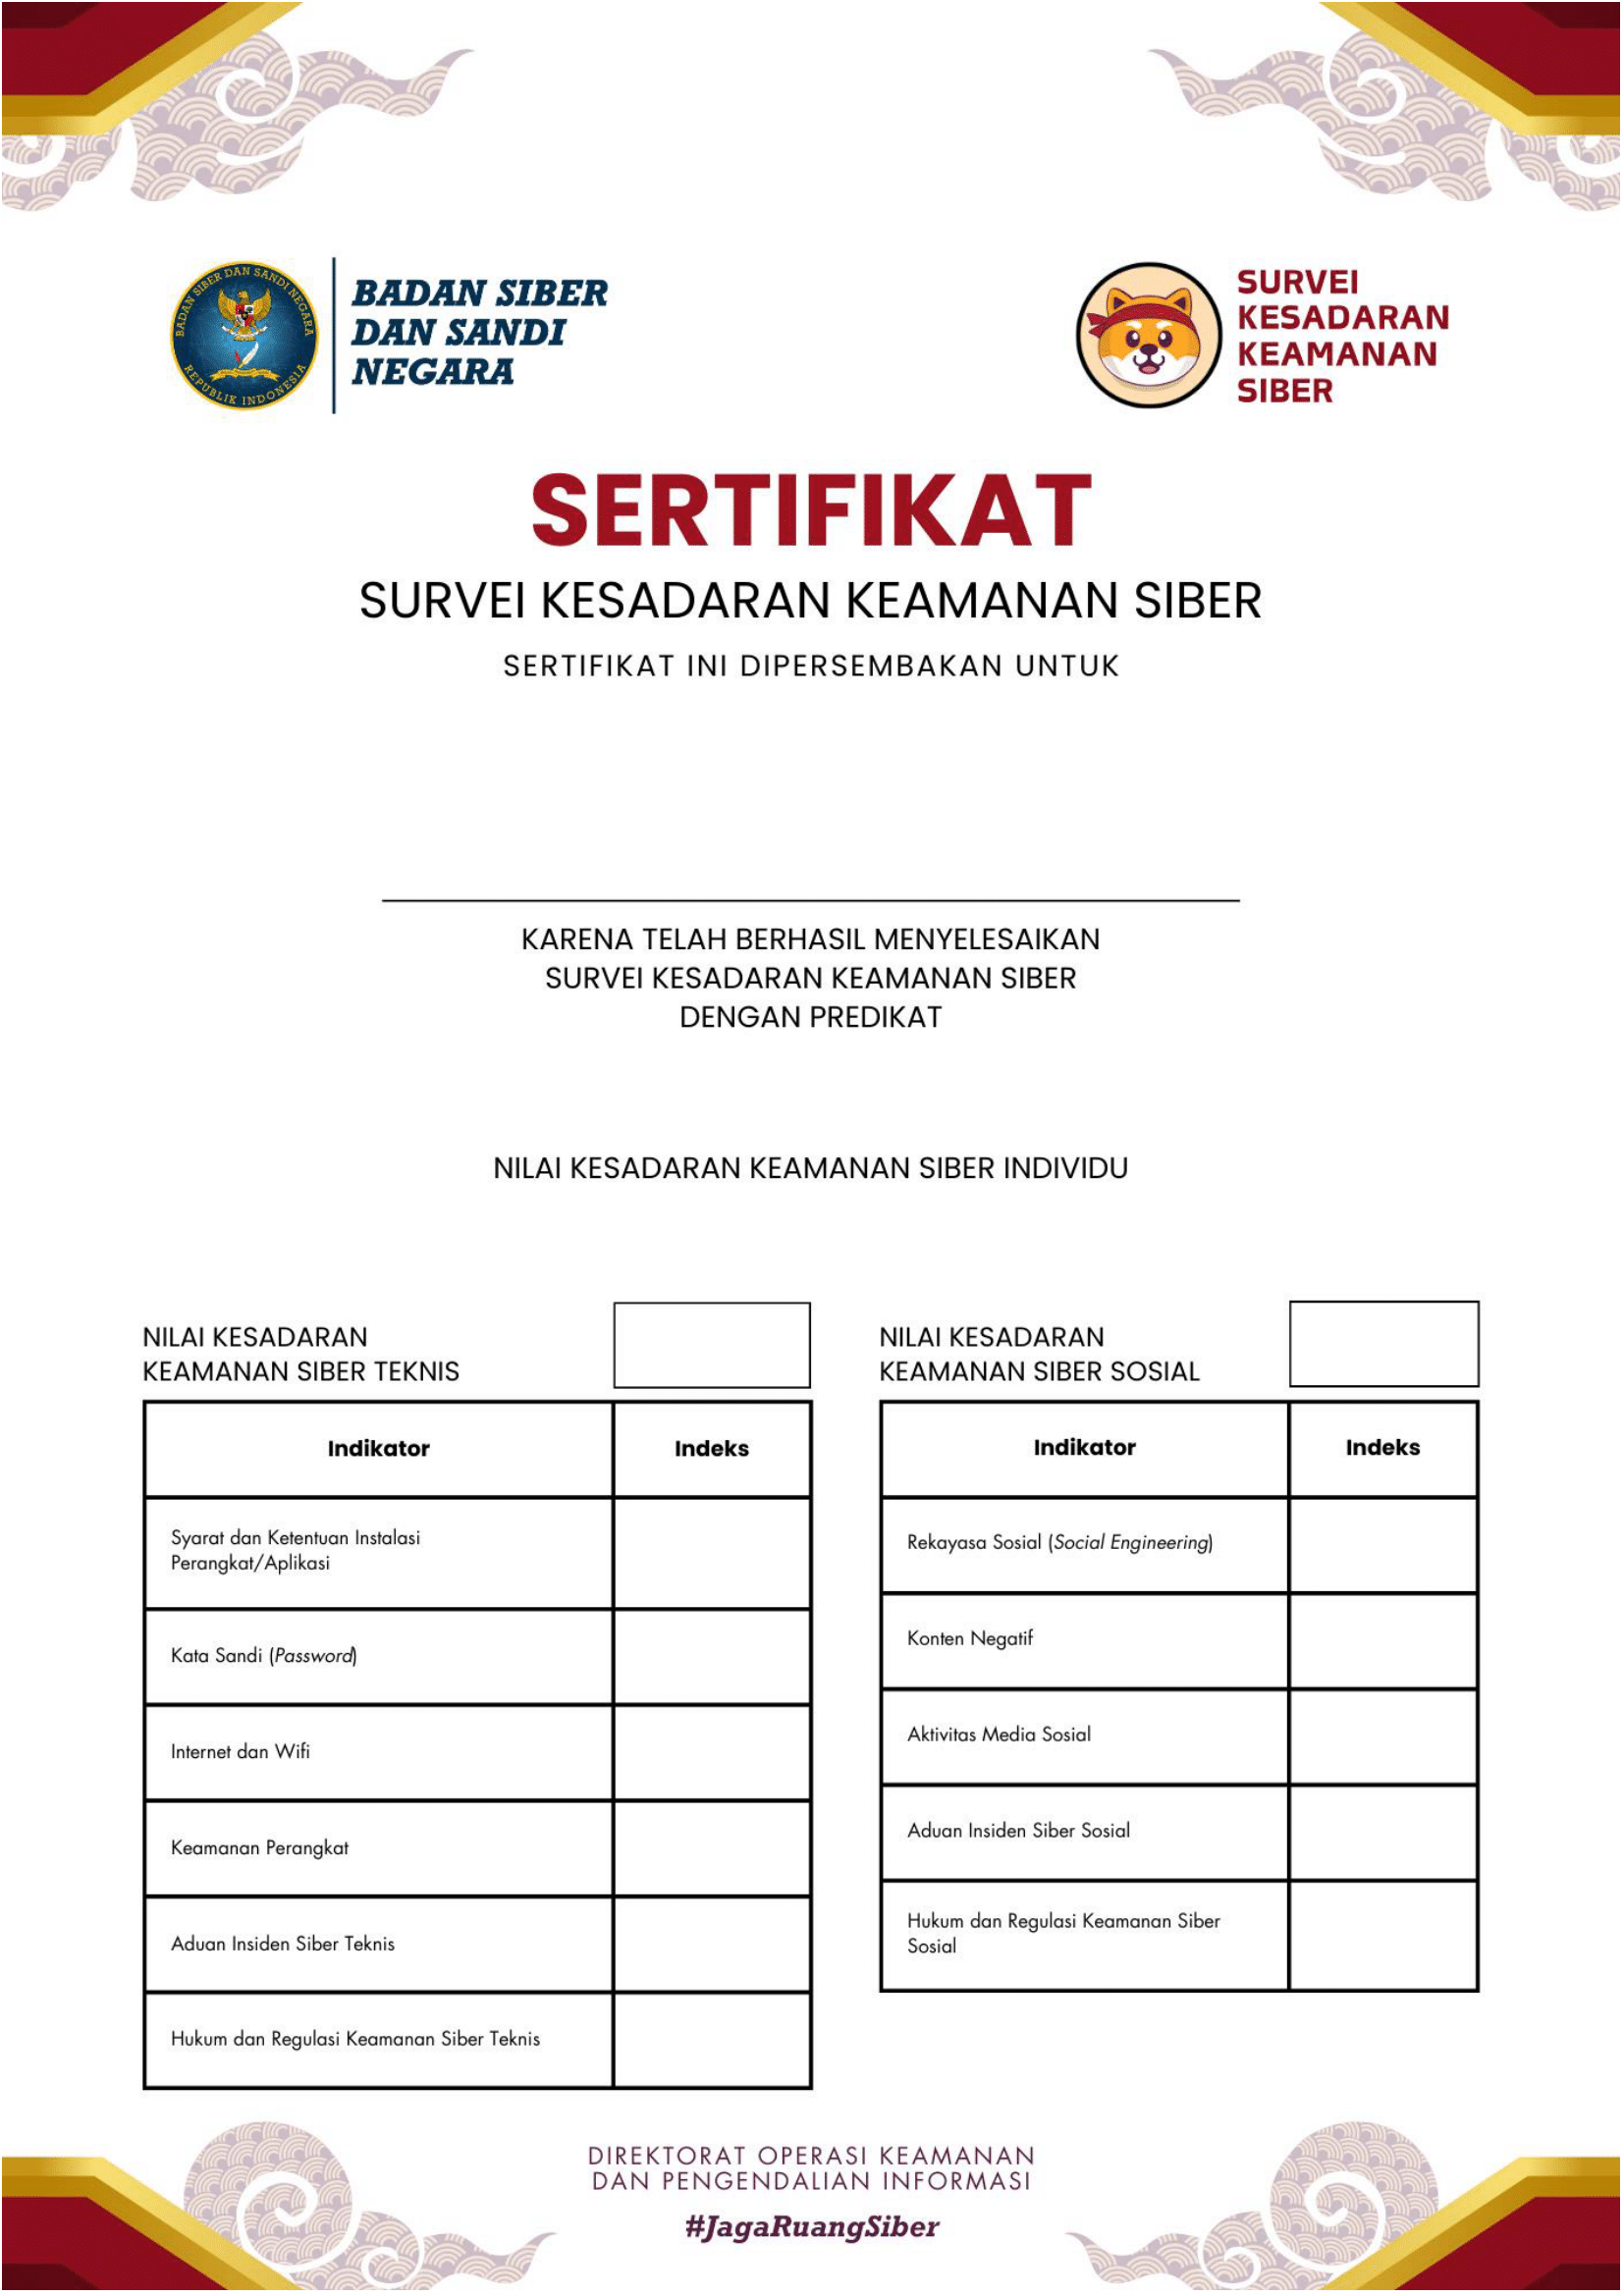 BADAN SIBER DAN SANDI NEGARA
REPUBLIK INDONESIA
BADAN SIBER
DAN SANDI
NEGARA
SURVEI
KESADARAN
KEAMANAN
SIBER
SERTIFIKAT
SURVEI KESADARAN KEAMANAN SIBER
SERTIFIKAT INI DIPERSEMBAKAN UNTUK
KARENA TELAH BERHASIL MENYELESAIKAN
SURVEI KESADARAN KEAMANAN SIBER
DENGAN PREDIKAT
NILAI KESADARAN KEAMANAN SIBER INDIVIDU
NILAI KESADARAN
KEAMANAN SIBER TEKNIS
Indikator Indeks
Syarat dan Ketentuan Instalasi
Perangkat/Aplikasi
Kata Sandi (Password)
Internet dan Wifi
Keamanan Perangkat
Aduan Insiden Siber Teknis
Hukum dan Regulasi Keamanan Siber Teknis
NILAI KESADARAN
KEAMANAN SIBER SOSIAL
Indikator Indeks
Rekayasa Sosial (Social Engineering)
Konten Negatif
Aktivitas Media Sosial
Aduan Insiden Siber Sosial
Hukum dan Regulasi Keamanan Siber
Sosial
DIREKTORAT OPERASI KEAMANAN
DAN PENGENDALIAN INFORMASI
#JagaRuangSiber